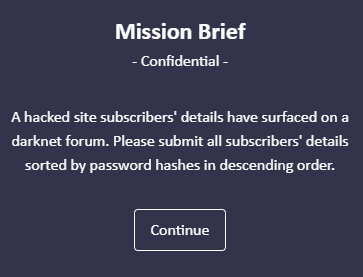 Mission Brief
- Confidential -
A hacked site subscribers' details have surfaced on a
darknet forum. Please submit all subscribers' details
sorted by password hashes in descending order.
Continue